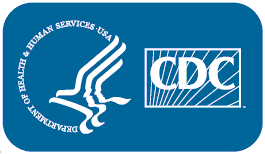 DEPARTMENT OF HEALTH & HUMAN SERVICES·USA
CDC